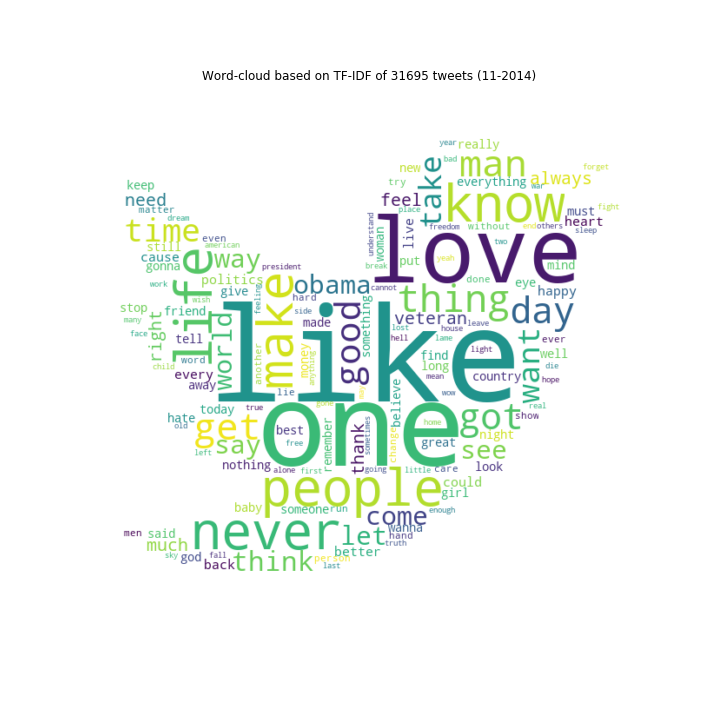 Word-cloud based on TF-IDF of 31695 tweets (11-2014)
year
really
bad
man
forget
new
take
everything
always
try
war
keep
need
feel
know
matter
place
must
fight
dream
love
heart
time
understand
woman
live
freedom
without
end
others
sleep
still
even
american
life
way
put
two
cause
gonna
president
break
yeah
mind
work
politics
obama
cannot
done
eye
happy
wish
feeling
make
hard
thing
day
stop
friend
side
good
something
veteran
leave
many
right
tell
world
like
made
lost
house
want
ever
hell
lane
well
word
another
money
anything
find
light
child
every
long
country
die
away
lie
believe
mean
hope
wow
today
true
gone
one
may
real
hate
get
best
remember
thank
sometimes
change
home
got
show
old
say
free
great
night
left
nothing
alone
first
going
little
care
see
look
people
could
baby
girl
someone
run
come
enough
men
said
never
let
wanna
hand
much
better
truth
sky
god
fall
back
think
person
last